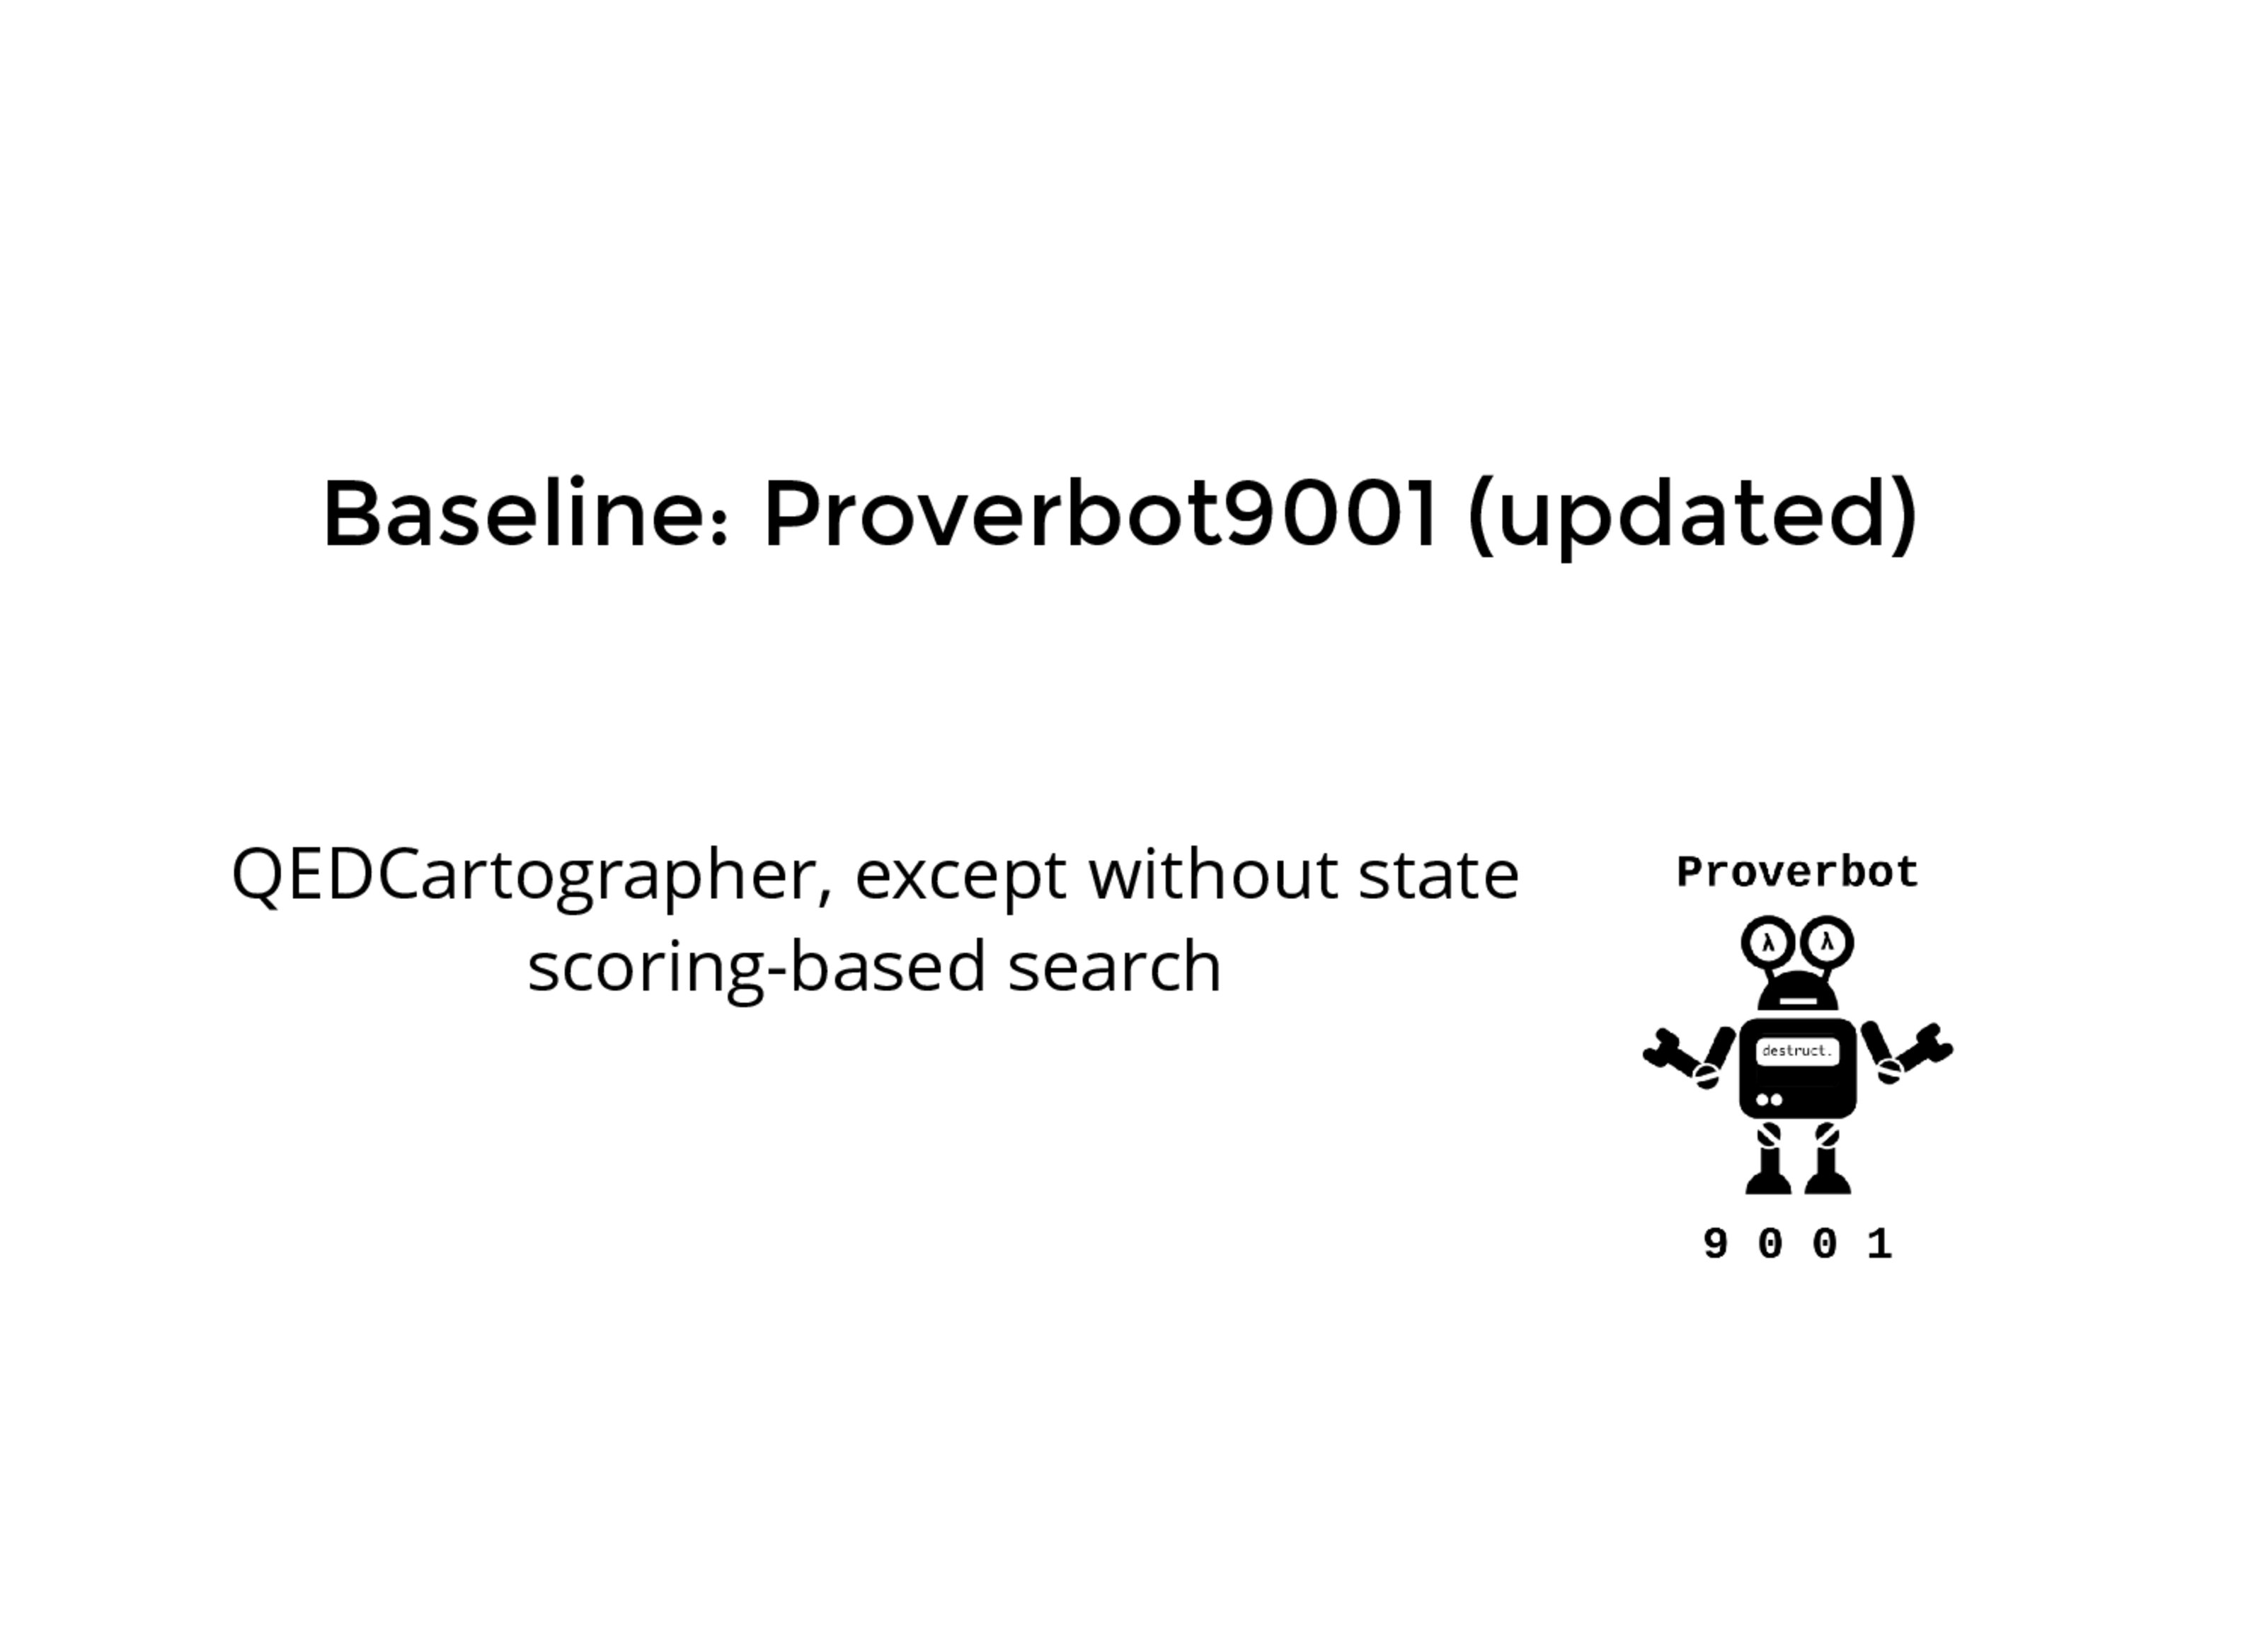 Baseline: Proverbot9001 (updated)
QEDCartographer, except without state
scoring-based search
Proverbot
λ λ
destruct.
9 0 0 1